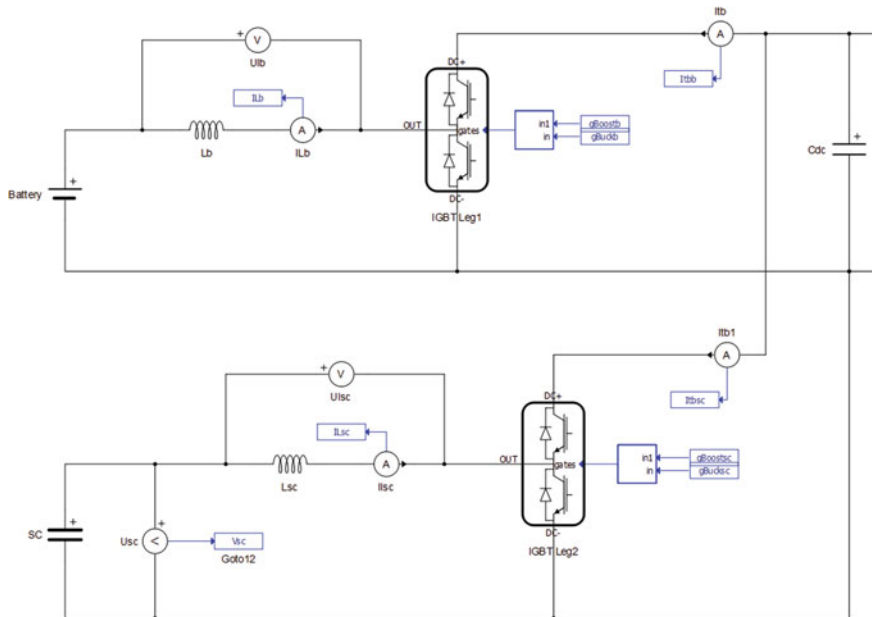 Itb
A
V
Ulb
DC+
Itbb
ILb
in1
gBoostb
OUT
gates
in
gBuckb
A
Lb
ILb
Cdc
Battery
DC-
IGBT Leg1
Itb1
A
V
DC+
Ulsc
Itbsc
ILsc
in1
gBoostsc
OUT
gates
in
gBucksc
A
Lsc
Ilsc
SC
Usc
V
Vsc
DC-
Goto12
IGBT Leg2